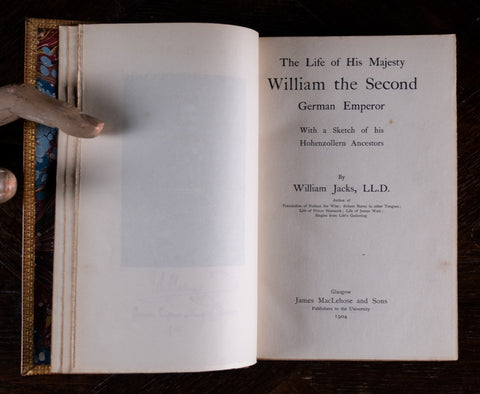 The Life of His Majesty
William the Second
German Emperor
With a Sketch of his
Hohenzollern Ancestors
By
William Jacks, LL.D.
Author of
Translation of Nathan the Wise; Robert Burns in other Tongues;
Life of Prince Bismarck; Life of James Watt;
Singles from Life's Gathering
Glasgow
James MacLehose and Sons
Publishers to the University
1904